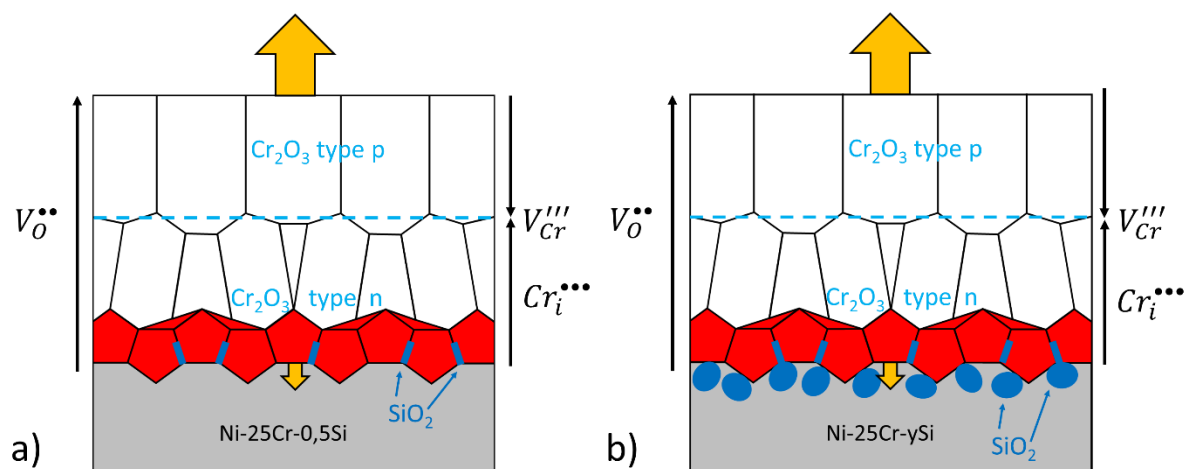 Cr₂O₃ type p
V_O^••
V_Cr'''
Cr₂O₃ type n
Cr_i^•••
SiO₂
Ni-25Cr-0,5Si
a)
Cr₂O₃ type p
V_O^••
V_Cr'''
Cr₂O₃ type n
Cr_i^•••
Ni-25Cr-ySi
SiO₂
b)